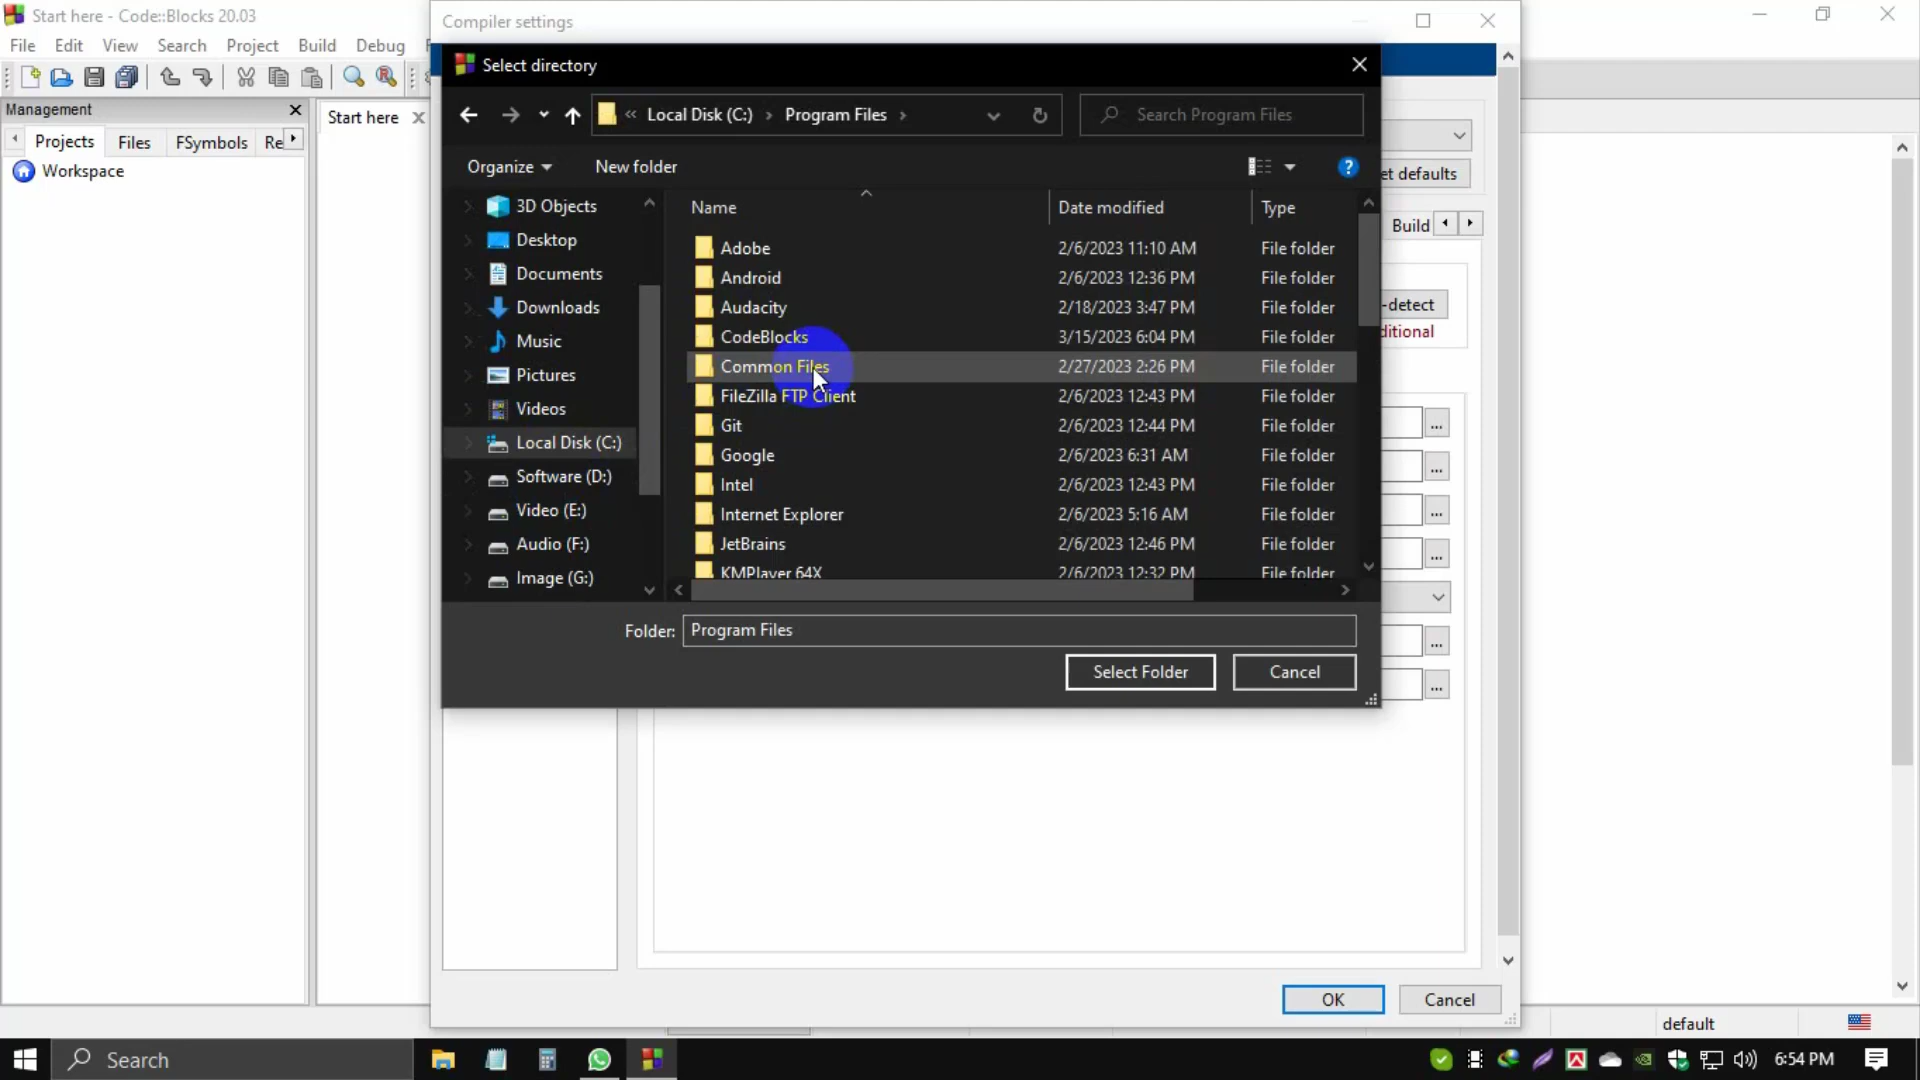 Start here - Code::Blocks 20.03
File Edit View Search Project Build Debug
Management
Projects Files FSymbols Re
Workspace
Start here
Compiler settings
Select directory
« Local Disk (C:) › Program Files ›
Search Program Files
Organize
New folder
Name Date modified Type
3D Objects
Desktop
Documents
Downloads
Music
Pictures
Videos
Local Disk (C:)
Software (D:)
Video (E:)
Audio (F:)
Image (G:)
Adobe 2/6/2023 11:10 AM File folder
Android 2/6/2023 12:36 PM File folder
Audacity 2/18/2023 3:47 PM File folder
CodeBlocks 3/15/2023 6:04 PM File folder
Common Files 2/27/2023 2:26 PM File folder
FileZilla FTP Client 2/6/2023 12:43 PM File folder
Git 2/6/2023 12:44 PM File folder
Google 2/6/2023 6:31 AM File folder
Intel 2/6/2023 12:43 PM File folder
Internet Explorer 2/6/2023 5:16 AM File folder
JetBrains 2/6/2023 12:46 PM File folder
KMPlayer 64X 2/6/2023 12:32 PM File folder
Folder: Program Files
Select Folder Cancel
et defaults
Build
-detect
ditional
...
...
...
...
...
...
OK Cancel
default
Search
6:54 PM